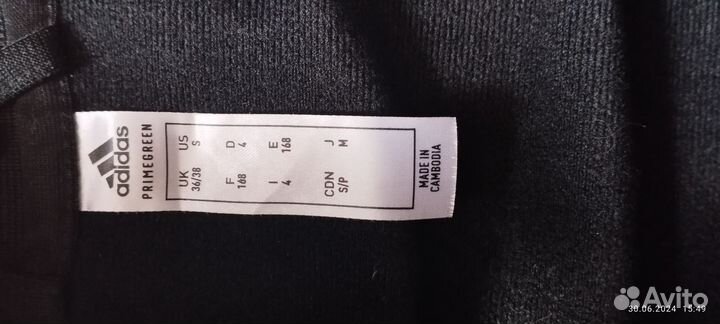 adidas
PRIMEGREEN
UK US
36/38 S
F D
168 4
I E
4 168
CDN J
S/P M
MADE IN
CAMBODIA
Avito
30.06.2024 15:49